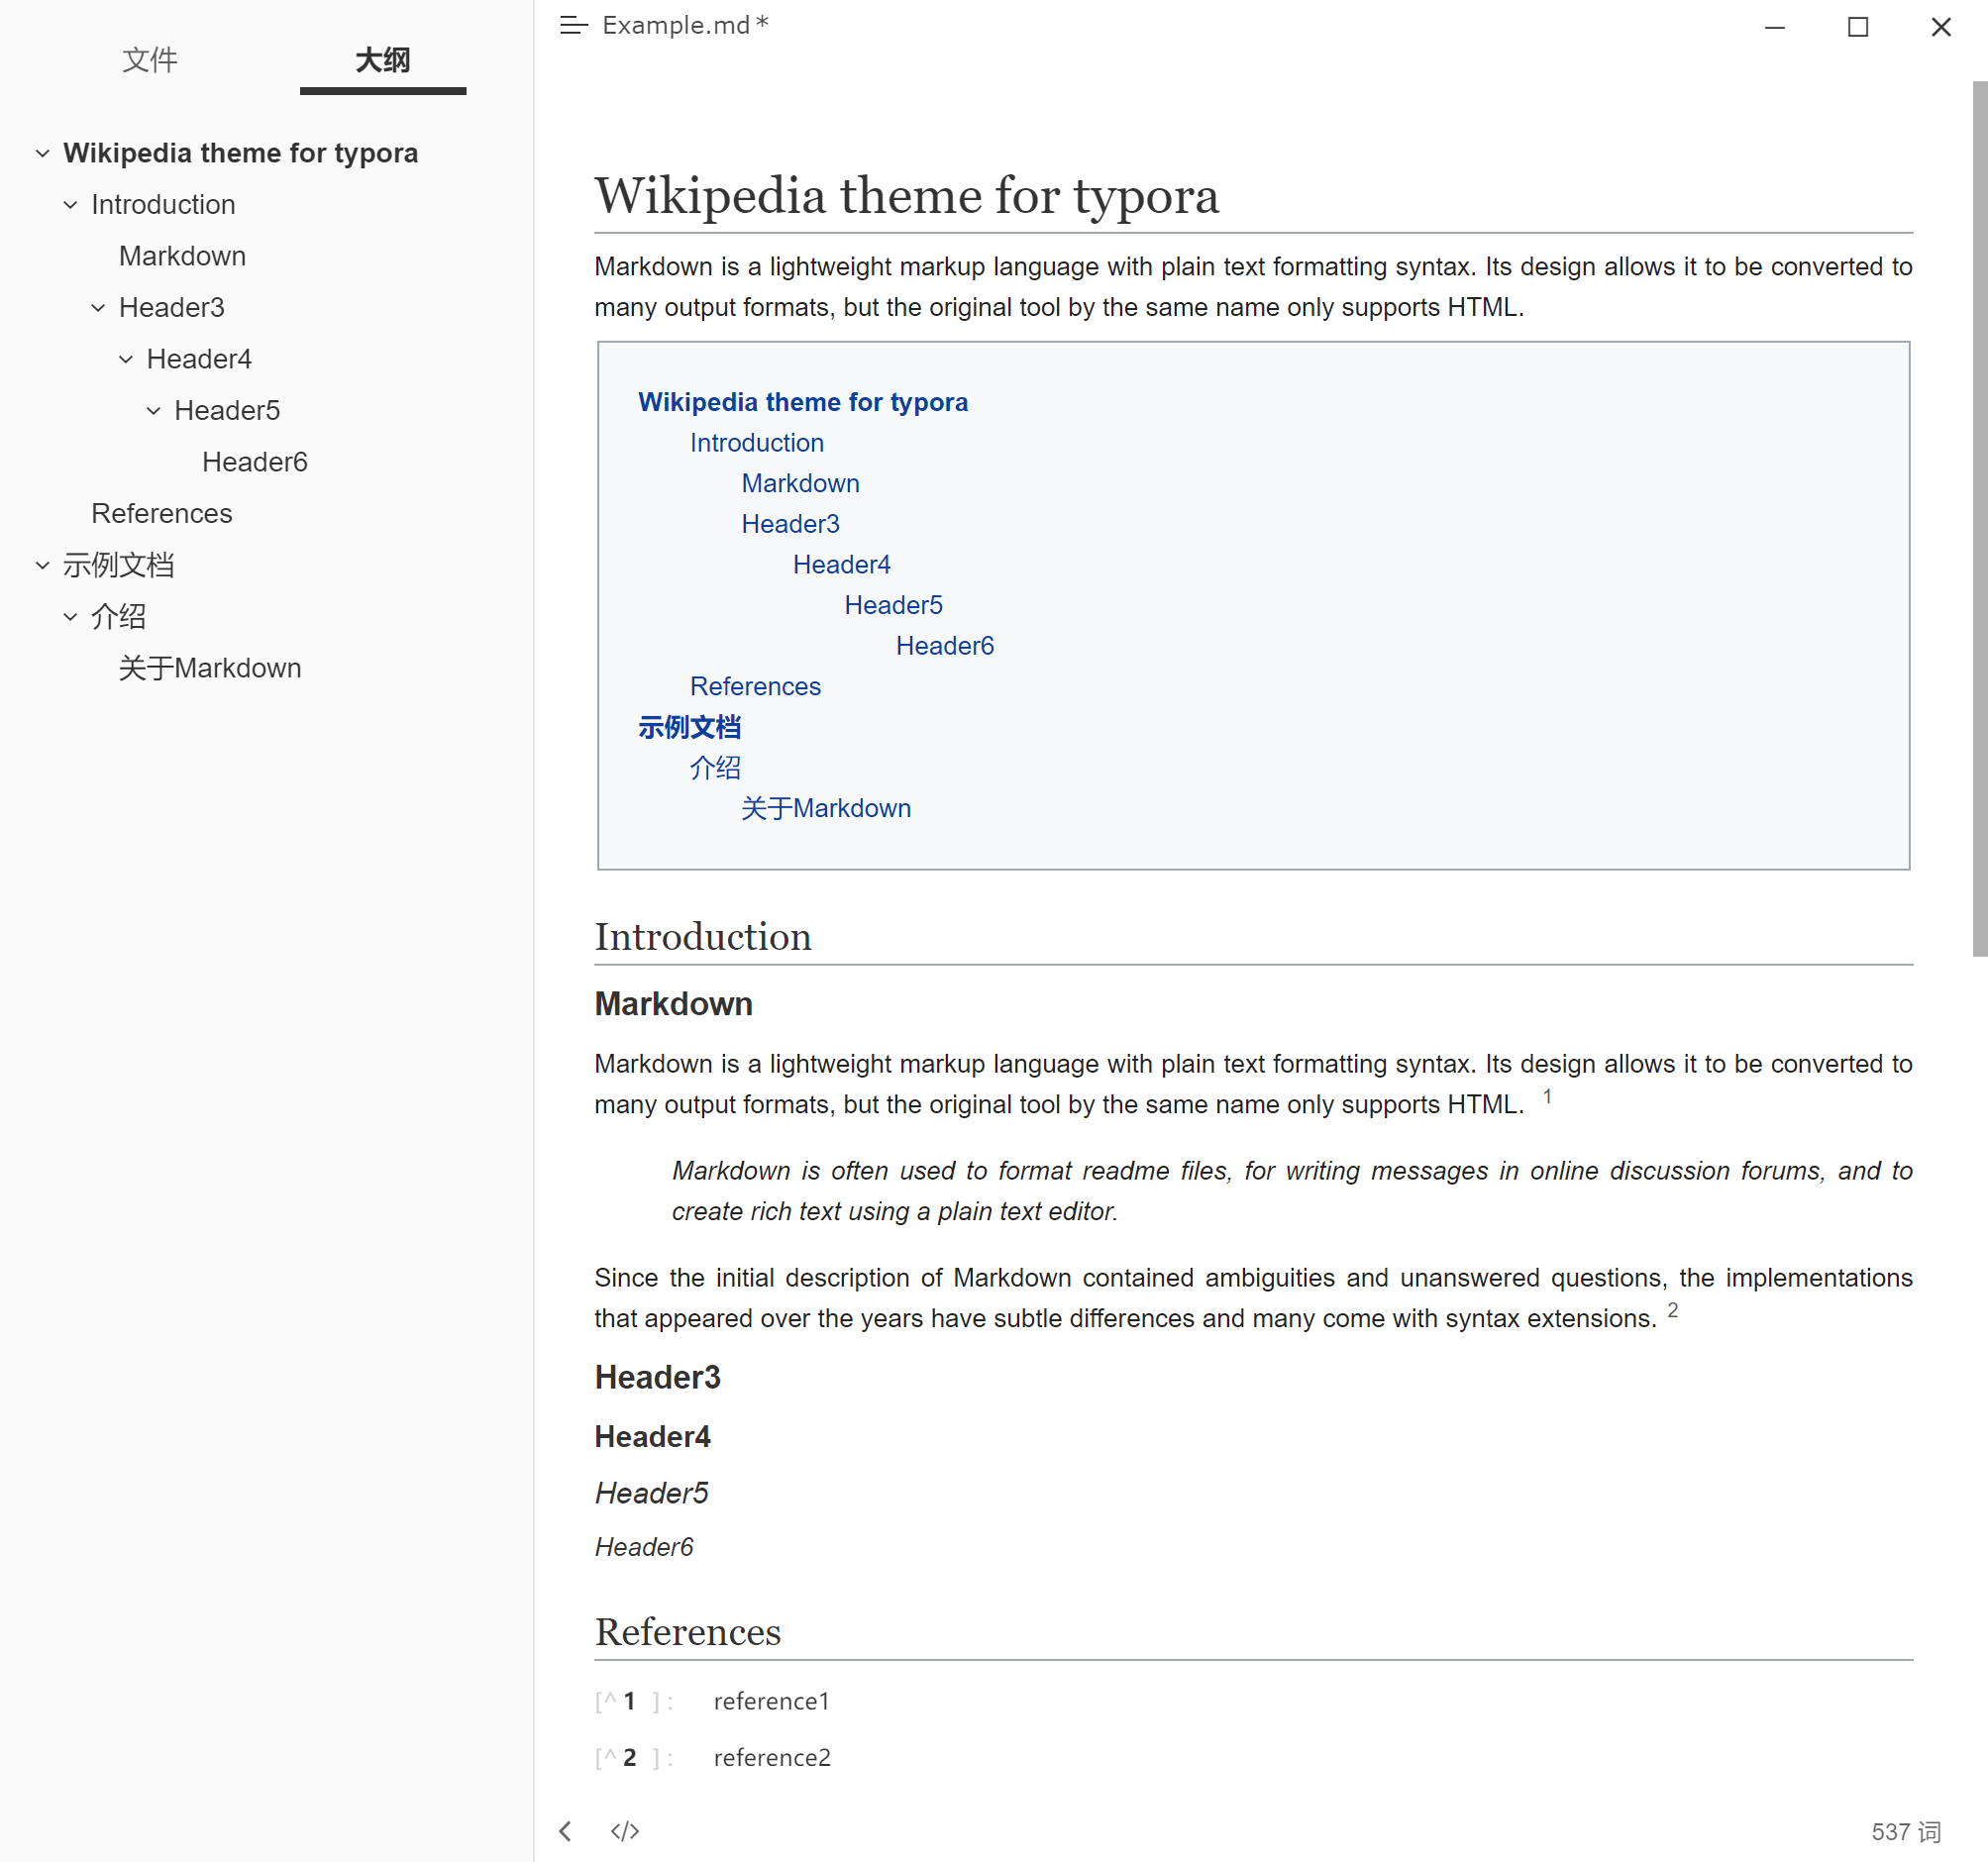 文件 大纲
Wikipedia theme for typora
Introduction
Markdown
Header3
Header4
Header5
Header6
References
示例文档
介绍
关于Markdown
Example.md*
Wikipedia theme for typora
Markdown is a lightweight markup language with plain text formatting syntax. Its design allows it to be converted to
many output formats, but the original tool by the same name only supports HTML.
Wikipedia theme for typora
Introduction
Markdown
Header3
Header4
Header5
Header6
References
示例文档
介绍
关于Markdown
Introduction
Markdown
Markdown is a lightweight markup language with plain text formatting syntax. Its design allows it to be converted to
many output formats, but the original tool by the same name only supports HTML. 1
Markdown is often used to format readme files, for writing messages in online discussion forums, and to
create rich text using a plain text editor.
Since the initial description of Markdown contained ambiguities and unanswered questions, the implementations
that appeared over the years have subtle differences and many come with syntax extensions. 2
Header3
Header4
Header5
Header6
References
[^1 ]: reference1
[^2 ]: reference2
</> 537 词